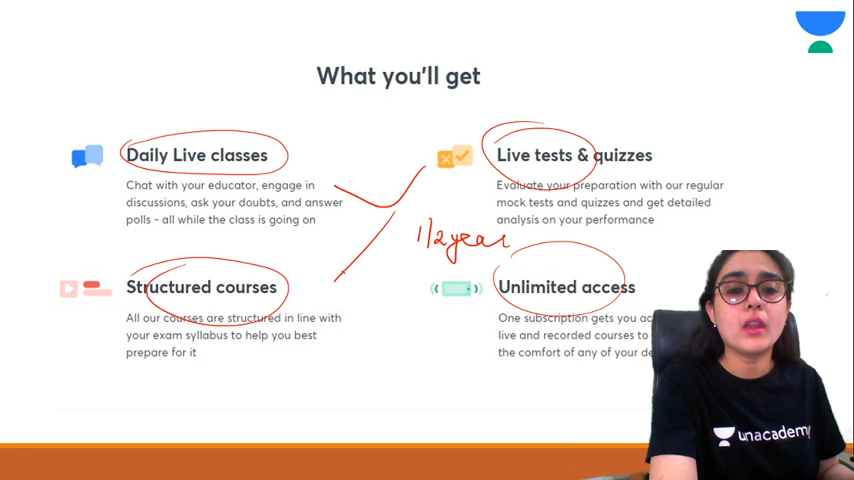 What you'll get
Daily Live classes
Chat with your educator, engage in
discussions, ask your doubts, and answer
polls - all while the class is going on
Live tests & quizzes
Evaluate your preparation with our regular
mock tests and quizzes and get detailed
analysis on your performance
1/2 year
Structured courses
All our courses are structured in line with
your exam syllabus to help you best
prepare for it
Unlimited access
One subscription gets you
live and recorded courses to
the comfort of any of your
unacademy